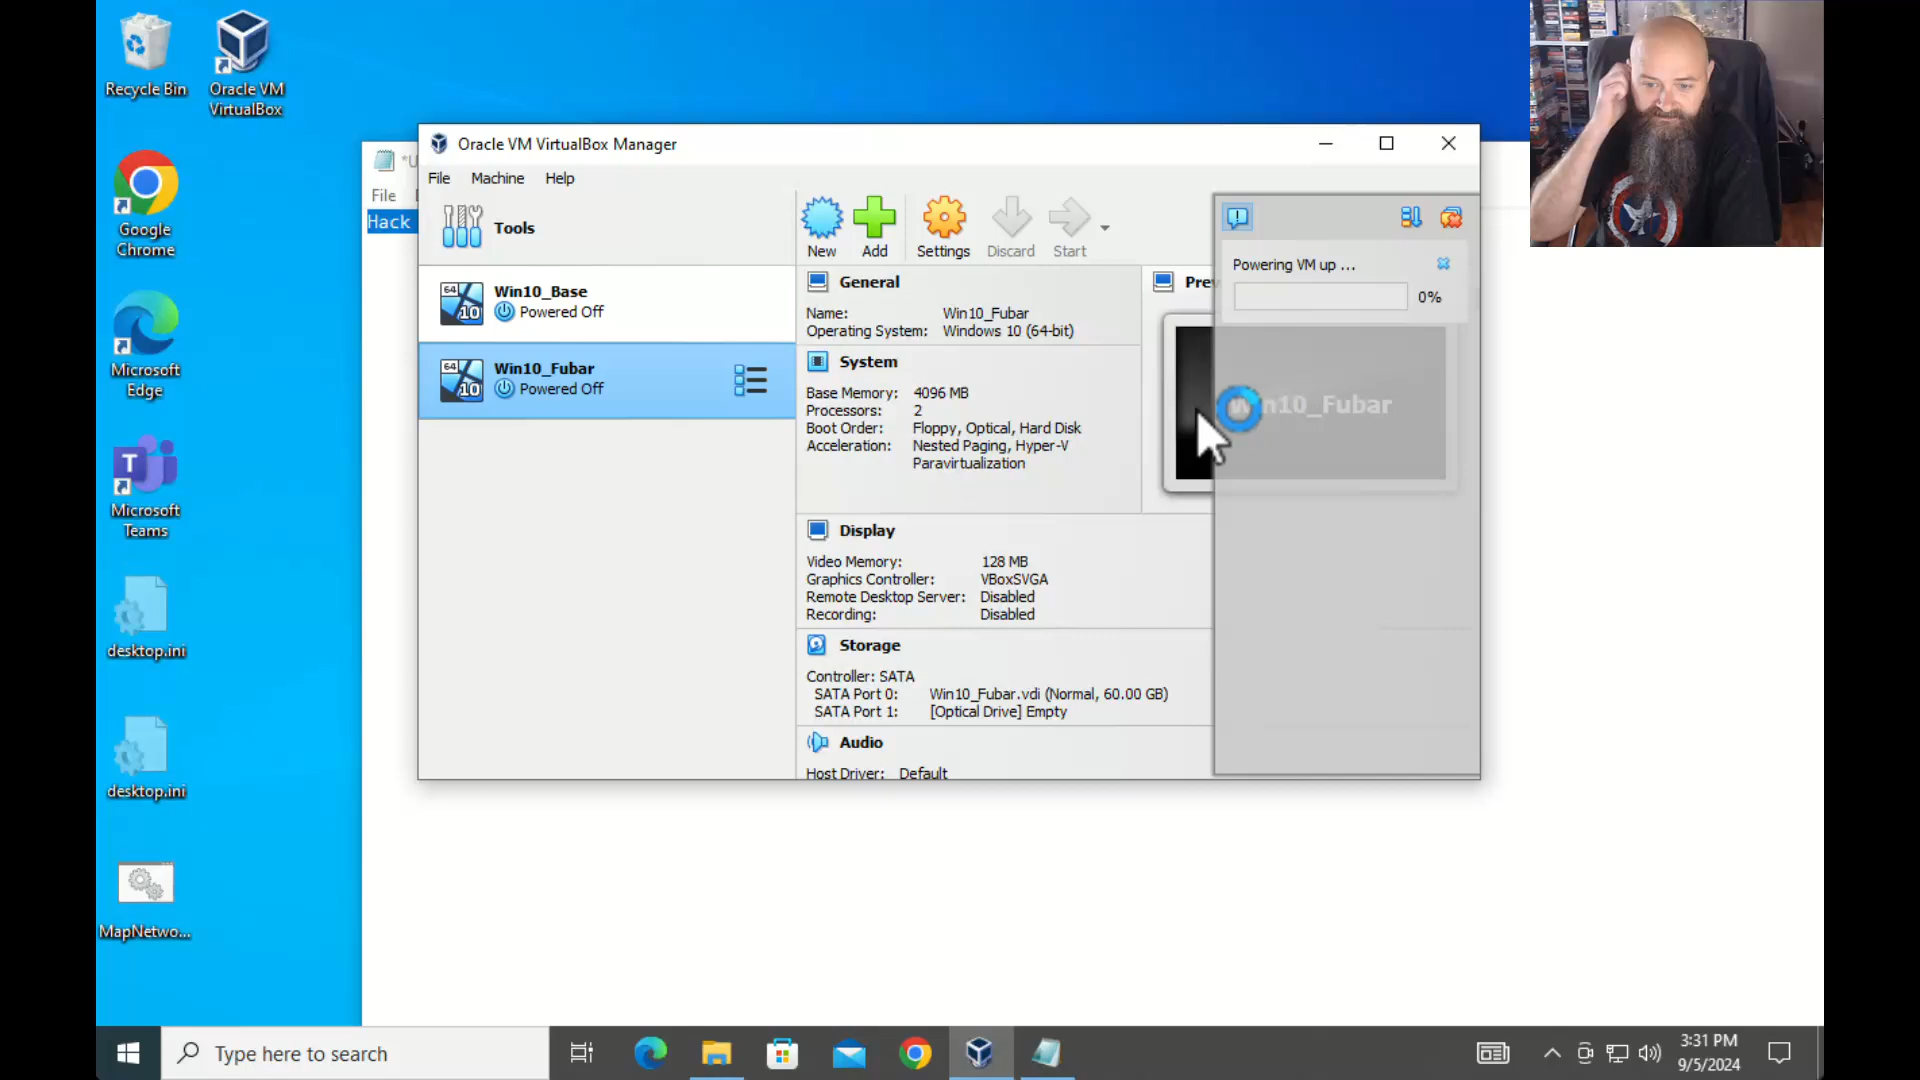 Recycle Bin
Oracle VM
VirtualBox
Google
Chrome
Microsoft
Edge
Microsoft
Teams
desktop.ini
desktop.ini
MapNetwo...
*U
File
Hack
Oracle VM VirtualBox Manager
File Machine Help
Tools
New Add Settings Discard Start
64
10
Win10_Base
Powered Off
64
10
Win10_Fubar
Powered Off
General
Name: Win10_Fubar
Operating System: Windows 10 (64-bit)
System
Base Memory: 4096 MB
Processors: 2
Boot Order: Floppy, Optical, Hard Disk
Acceleration: Nested Paging, Hyper-V
Paravirtualization
Prev
Win10_Fubar
Powering VM up ...
0%
Display
Video Memory: 128 MB
Graphics Controller: VBoxSVGA
Remote Desktop Server: Disabled
Recording: Disabled
Storage
Controller: SATA
SATA Port 0: Win10_Fubar.vdi (Normal, 60.00 GB)
SATA Port 1: [Optical Drive] Empty
Audio
Host Driver: Default
Type here to search
3:31 PM
9/5/2024